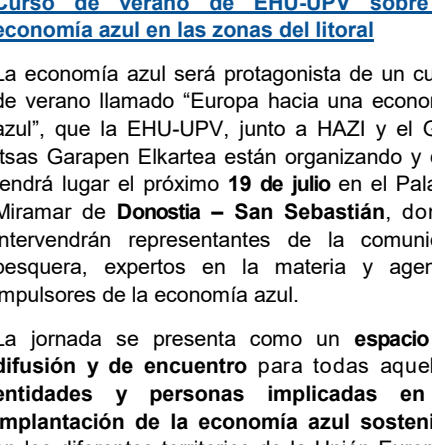 Curso de verano de EHU-UPV sobre
economía azul en las zonas del litoral
La economía azul será protagonista de un cu
de verano llamado “Europa hacia una econom
azul”, que la EHU-UPV, junto a HAZI y el G
Itsas Garapen Elkartea están organizando y
tendrá lugar el próximo 19 de julio en el Pala
Miramar de Donostia – San Sebastián, don
intervendrán representantes de la comunid
pesquera, expertos en la materia y agen
impulsores de la economía azul.
La jornada se presenta como un espacio
difusión y de encuentro para todas aquel
entidades y personas implicadas en
implantación de la economía azul sosteni